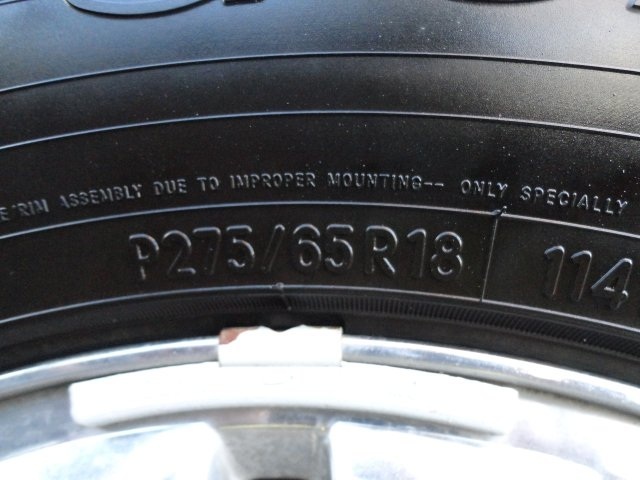 RIM ASSEMBLY DUE TO IMPROPER MOUNTING-- ONLY SPECIALLY
P275/65R18 114